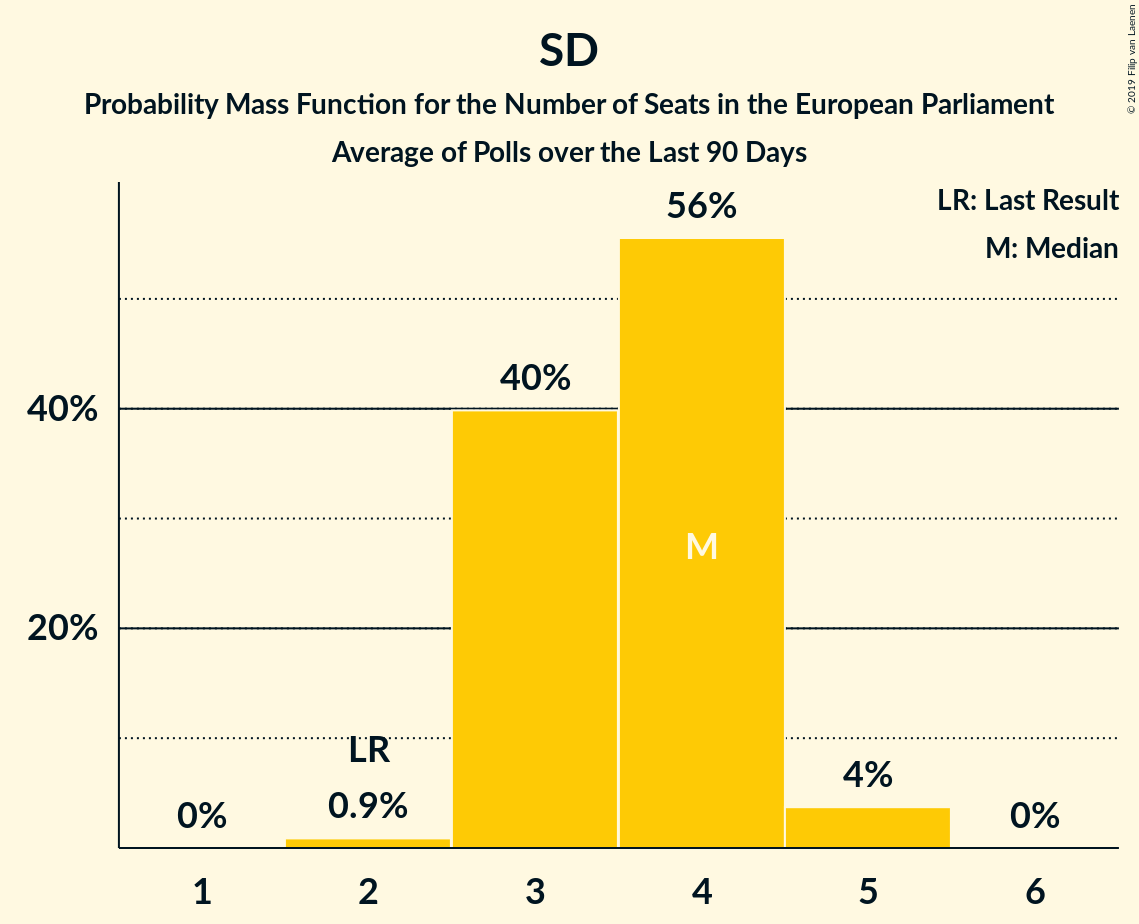 SD
Probability Mass Function for the Number of Seats in the European Parliament
Average of Polls over the Last 90 Days
© 2019 Filip van Laenen
LR: Last Result
M: Median
56%
40%
40%
M
20%
LR
0.9%
4%
0%
0%
1 2 3 4 5 6